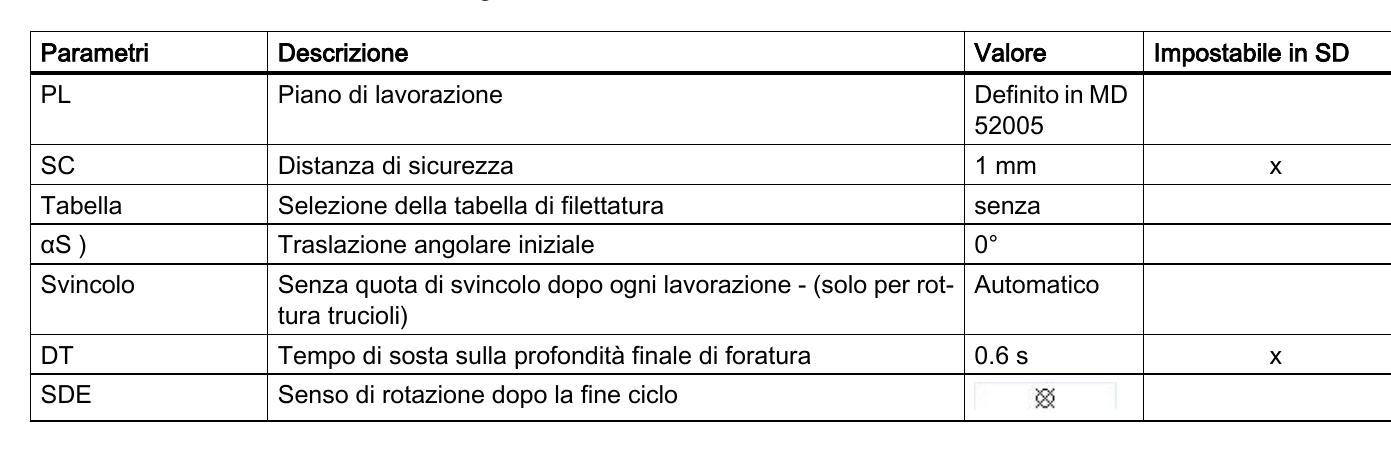 Parametri Descrizione Valore Impostabile in SD
PL Piano di lavorazione Definito in MD
52005
SC Distanza di sicurezza 1 mm x
Tabella Selezione della tabella di filettatura senza
αS ) Traslazione angolare iniziale 0°
Svincolo Senza quota di svincolo dopo ogni lavorazione - (solo per rot- Automatico
tura trucioli)
DT Tempo di sosta sulla profondità finale di foratura 0.6 s x
SDE Senso di rotazione dopo la fine ciclo